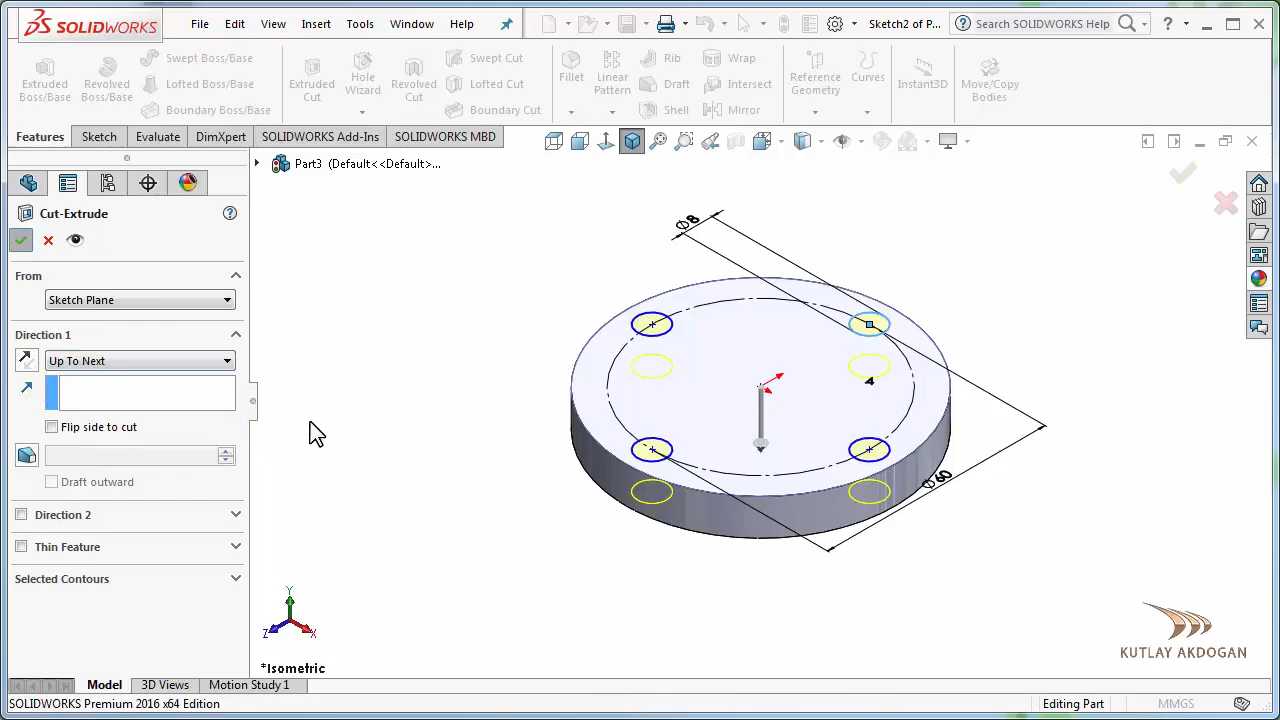 SOLIDWORKS File Edit View Insert Tools Window Help Sketch2 of P... Search SOLIDWORKS Help
Extruded Boss/Base
Revolved Boss/Base
Swept Boss/Base
Lofted Boss/Base
Boundary Boss/Base
Extruded Cut
Hole Wizard
Revolved Cut
Swept Cut
Lofted Cut
Boundary Cut
Fillet
Linear Pattern
Rib
Draft
Shell
Wrap
Intersect
Mirror
Reference Geometry
Curves
Instant3D
Move/Copy Bodies
Features Sketch Evaluate DimXpert SOLIDWORKS Add-Ins SOLIDWORKS MBD
Part3 (Default<<Default>...
Cut-Extrude
From
Sketch Plane
Direction 1
Up To Next
Flip side to cut
Draft outward
Direction 2
Thin Feature
Selected Contours
∅8
4
∅60
Y
Z X
*Isometric
KUTLAY AKDOGAN
Model 3D Views Motion Study 1
SOLIDWORKS Premium 2016 x64 Edition Editing Part MMGS